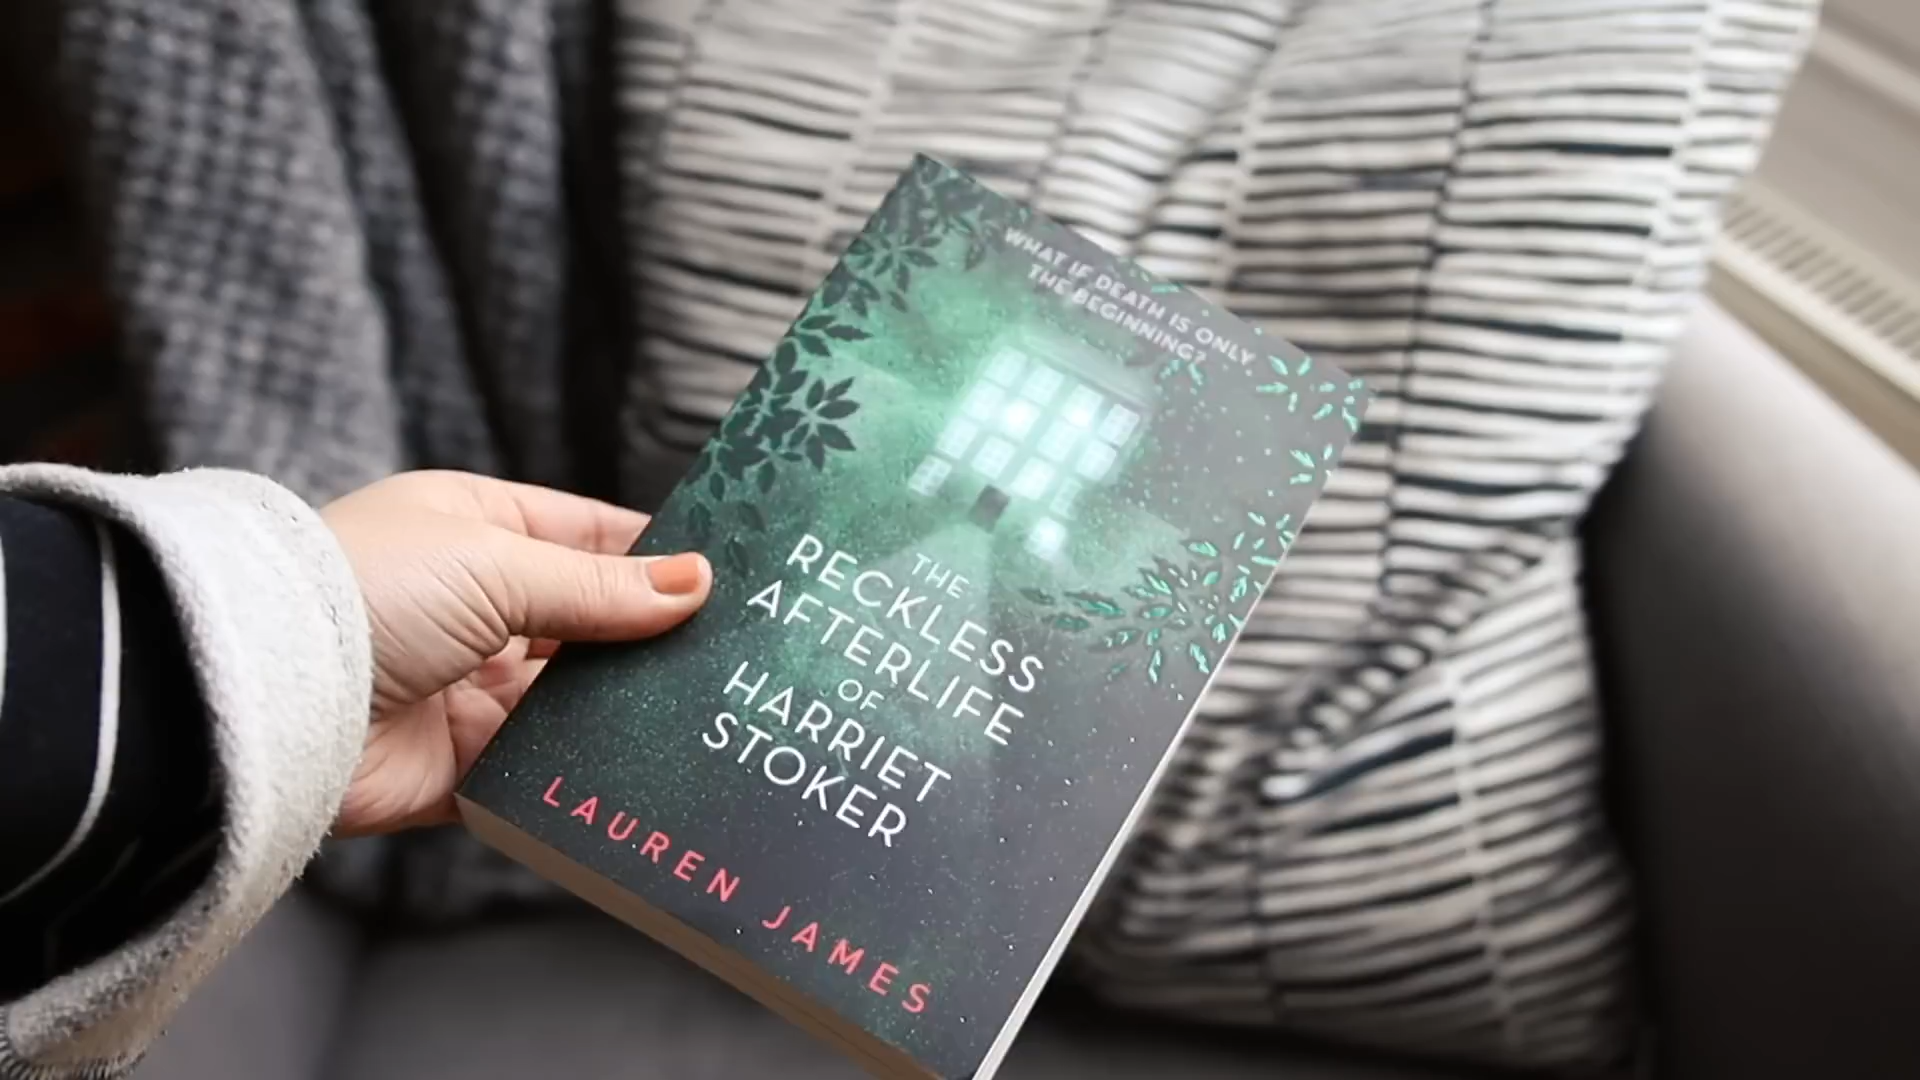 WHAT IF DEATH IS ONLY
THE BEGINNING?
THE
RECKLESS
AFTERLIFE
OF
HARRIET
STOKER
LAUREN JAMES